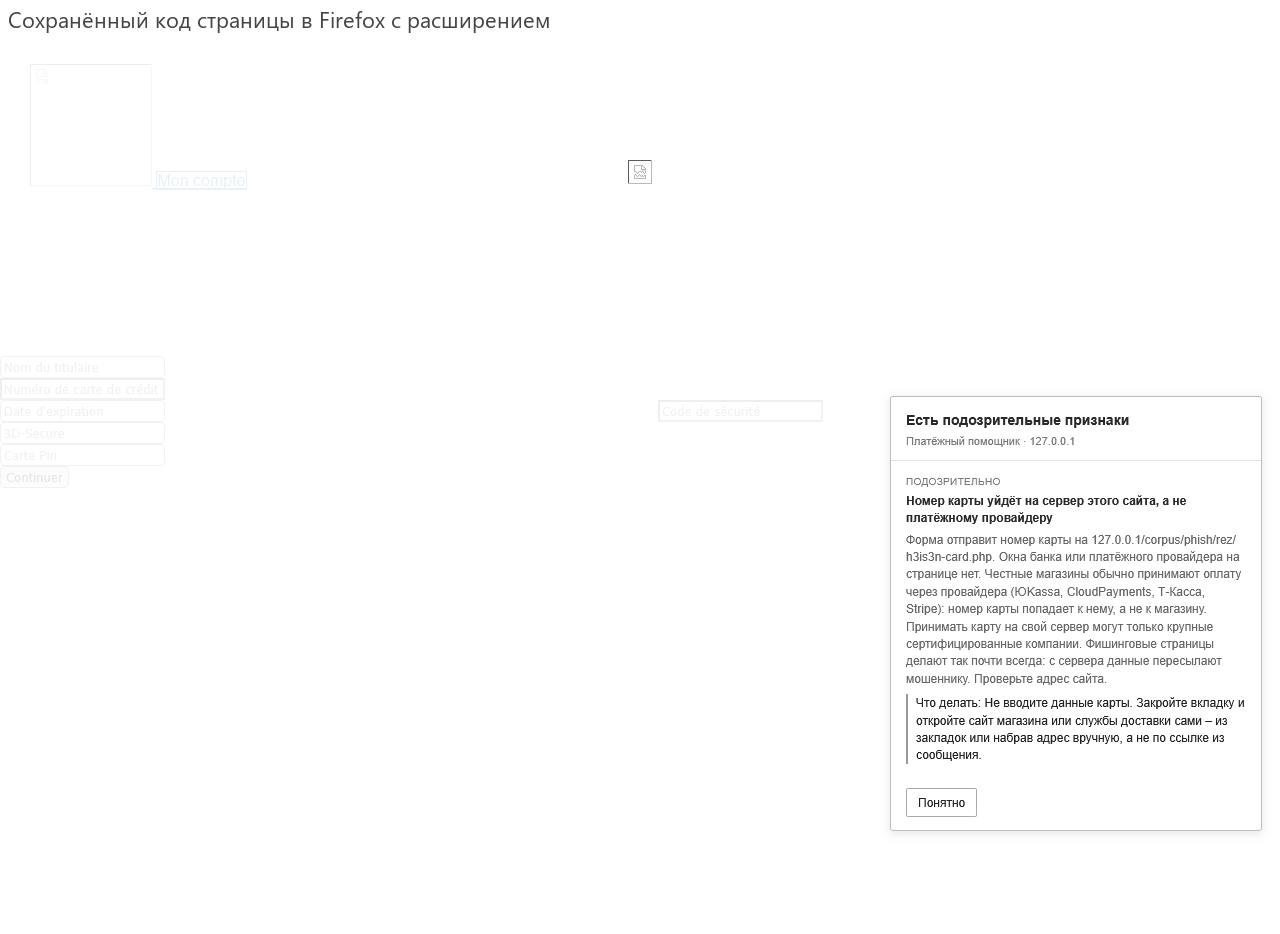 Сохранённый код страницы в Firefox с расширением
Mon compte
Nom du titulaire
Numéro de carte de crédit
Date d'expiration
Code de sécurité
3D-Secure
Carte Pin
Continuer
Есть подозрительные признаки
Платёжный помощник · 127.0.0.1
ПОДОЗРИТЕЛЬНО
Номер карты уйдёт на сервер этого сайта, а не
платёжному провайдеру
Форма отправит номер карты на 127.0.0.1/corpus/phish/rez/
h3is3n-card.php. Окна банка или платёжного провайдера на
странице нет. Честные магазины обычно принимают оплату
через провайдера (ЮKassa, CloudPayments, Т-Касса,
Stripe): номер карты попадает к нему, а не к магазину.
Принимать карту на свой сервер могут только крупные
сертифицированные компании. Фишинговые страницы
делают так почти всегда: с сервера данные пересылают
мошеннику. Проверьте адрес сайта.
Что делать: Не вводите данные карты. Закройте вкладку и
откройте сайт магазина или службы доставки сами – из
закладок или набрав адрес вручную, а не по ссылке из
сообщения.
Понятно